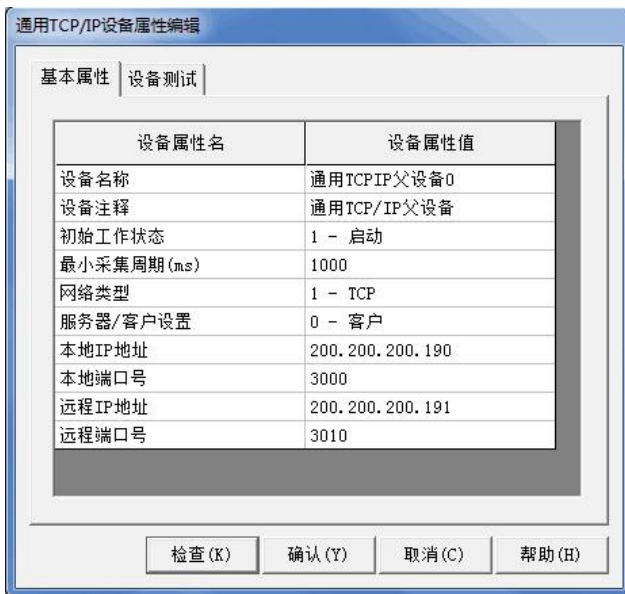 通用TCP/IP设备属性编辑
基本属性 设备测试
设备属性名 设备属性值
设备名称 通用TCPIP父设备0
设备注释 通用TCP/IP父设备
初始工作状态 1 - 启动
最小采集周期(ms) 1000
网络类型 1 - TCP
服务器/客户设置 0 - 客户
本地IP地址 200.200.200.190
本地端口号 3000
远程IP地址 200.200.200.191
远程端口号 3010
检查(K) 确认(Y) 取消(C) 帮助(H)